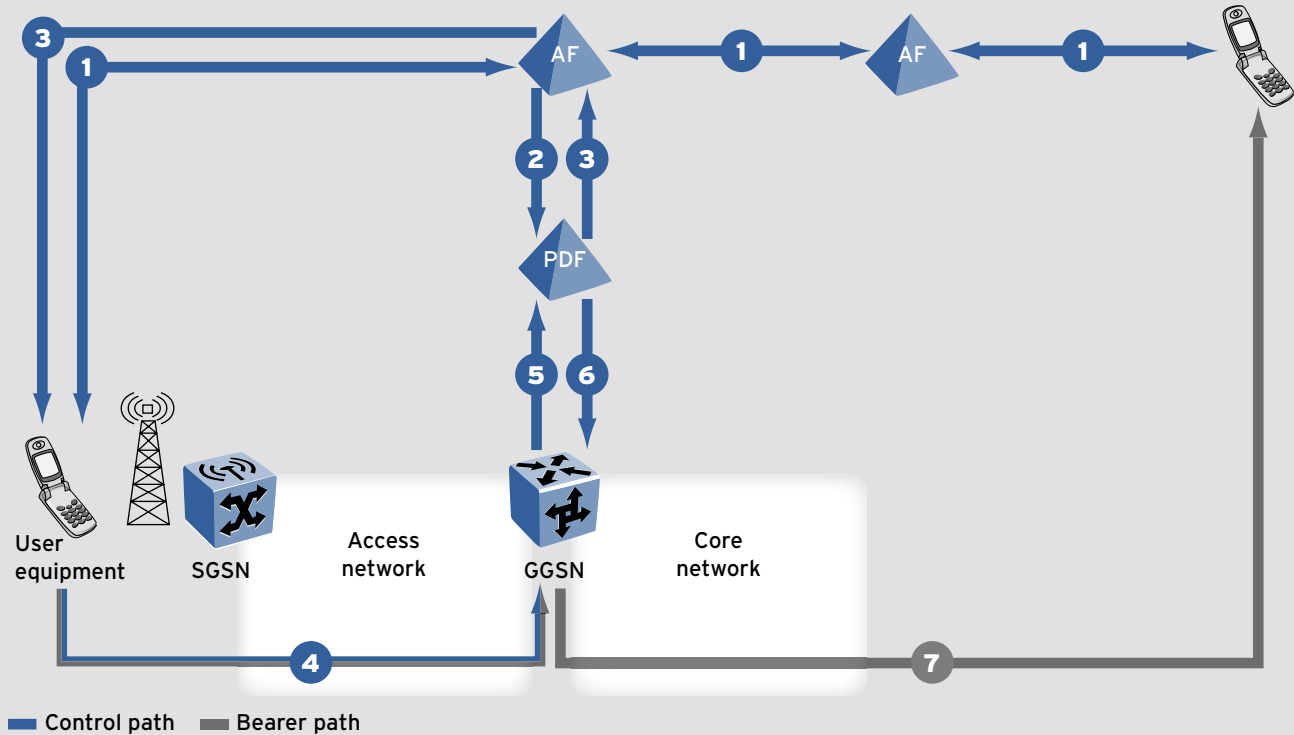 3
1
AF
1
AF
1
2
3
PDF
5
6
User
equipment
SGSN
Access
network
GGSN
Core
network
4
7
Control path
Bearer path